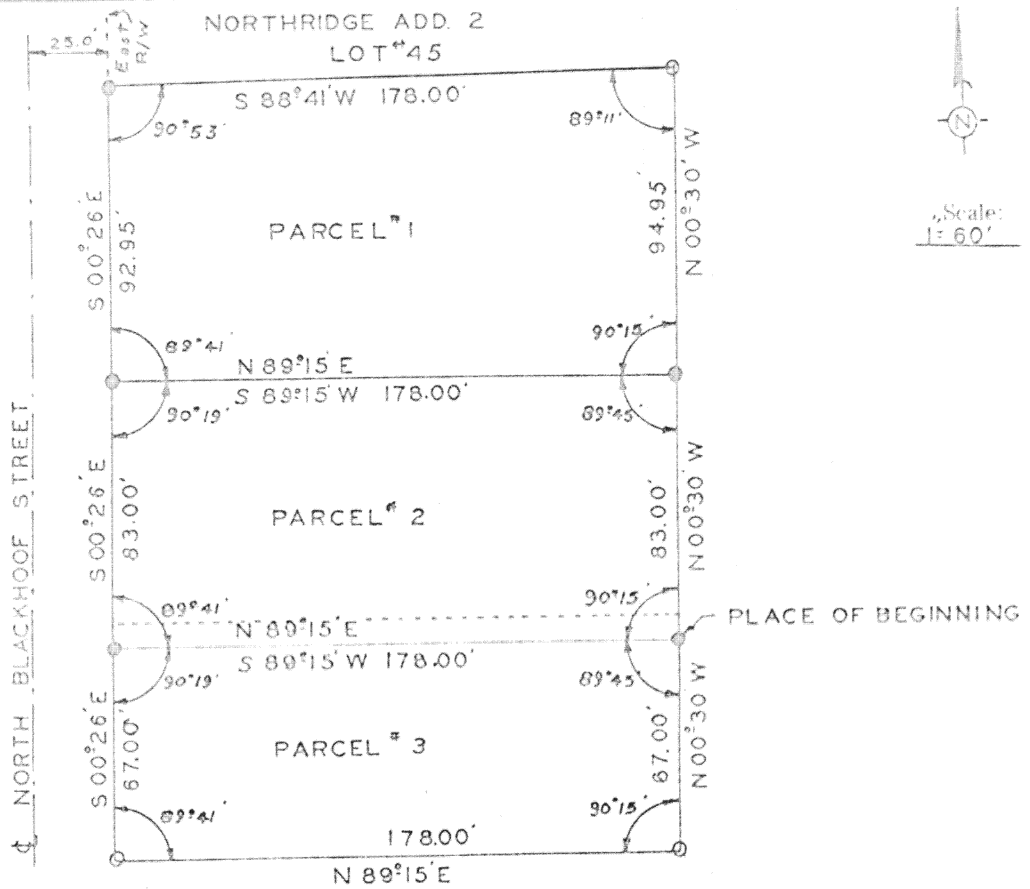 NORTHRIDGE ADD. 2
LOT #45
25.0'
East
R/W
S 88°41' W 178.00'
90°53'
89°11'
N
Scale:
1"=60'
S 00°26' E
92.95'
PARCEL #1
94.95'
N 00°30' W
89°41'
90°15'
N 89°15' E
S 89°15' W 178.00'
90°19'
89°45'
NORTH BLACKHOOF STREET
S 00°26' E
83.00'
PARCEL # 2
83.00'
N 00°30' W
89°41'
90°15'
PLACE OF BEGINNING
N 89°15' E
S 89°15' W 178.00'
90°19'
89°45'
S 00°26' E
67.00'
PARCEL # 3
67.00'
N 00°30' W
89°41'
90°15'
178.00'
N 89°15' E